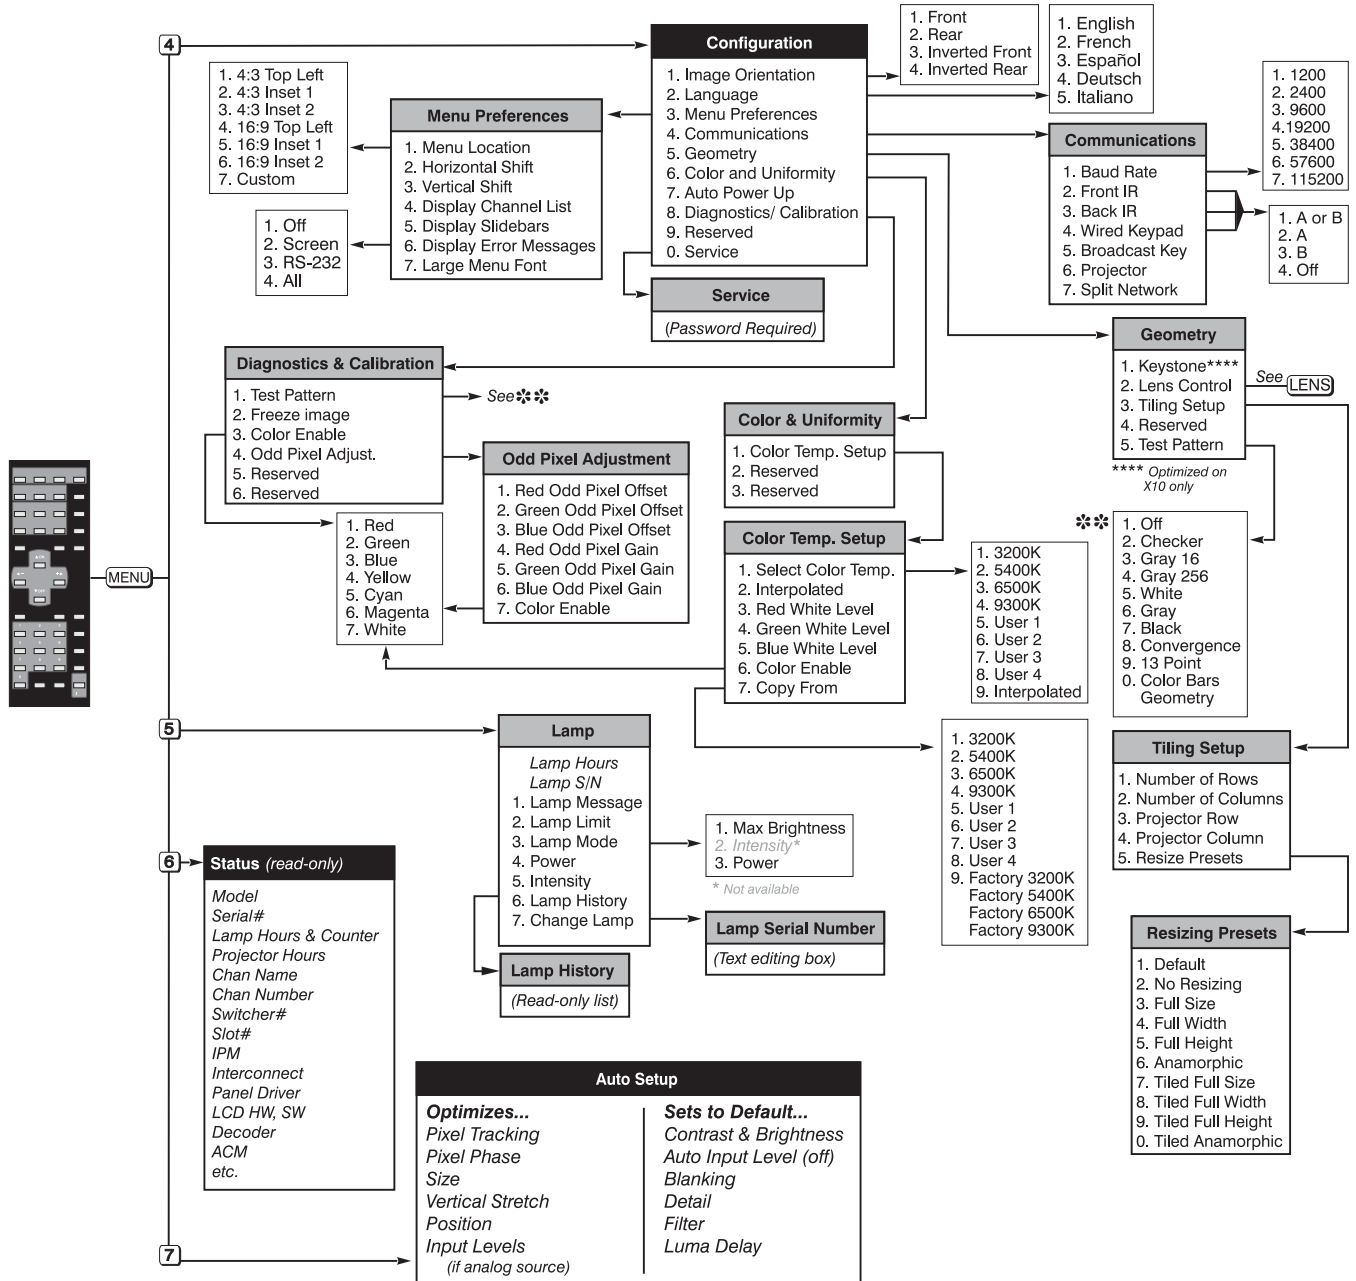 MENU
4
Configuration
1. Image Orientation
2. Language
3. Menu Preferences
4. Communications
5. Geometry
6. Color and Uniformity
7. Auto Power Up
8. Diagnostics/ Calibration
9. Reserved
0. Service
1. Front
2. Rear
3. Inverted Front
4. Inverted Rear
1. English
2. French
3. Español
4. Deutsch
5. Italiano
1. 4:3 Top Left
2. 4:3 Inset 1
3. 4:3 Inset 2
4. 16:9 Top Left
5. 16:9 Inset 1
6. 16:9 Inset 2
7. Custom
Menu Preferences
1. Menu Location
2. Horizontal Shift
3. Vertical Shift
4. Display Channel List
5. Display Slidebars
6. Display Error Messages
7. Large Menu Font
1. Off
2. Screen
3. RS-232
4. All
Communications
1. Baud Rate
2. Front IR
3. Back IR
4. Wired Keypad
5. Broadcast Key
6. Projector
7. Split Network
1. 1200
2. 2400
3. 9600
4.19200
5. 38400
6. 57600
7. 115200
1. A or B
2. A
3. B
4. Off
Service
(Password Required)
Geometry
1. Keystone****
2. Lens Control
3. Tiling Setup
4. Reserved
5. Test Pattern
See LENS
**** Optimized on
X10 only
Diagnostics & Calibration
1. Test Pattern
2. Freeze image
3. Color Enable
4. Odd Pixel Adjust.
5. Reserved
6. Reserved
See ✽✽
Odd Pixel Adjustment
1. Red Odd Pixel Offset
2. Green Odd Pixel Offset
3. Blue Odd Pixel Offset
4. Red Odd Pixel Gain
5. Green Odd Pixel Gain
6. Blue Odd Pixel Gain
7. Color Enable
1. Red
2. Green
3. Blue
4. Yellow
5. Cyan
6. Magenta
7. White
Color & Uniformity
1. Color Temp. Setup
2. Reserved
3. Reserved
Color Temp. Setup
1. Select Color Temp.
2. Interpolated
3. Red White Level
4. Green White Level
5. Blue White Level
6. Color Enable
7. Copy From
1. 3200K
2. 5400K
3. 6500K
4. 9300K
5. User 1
6. User 2
7. User 3
8. User 4
9. Interpolated
✽✽
1. Off
2. Checker
3. Gray 16
4. Gray 256
5. White
6. Gray
7. Black
8. Convergence
9. 13 Point
0. Color Bars
Geometry
1. 3200K
2. 5400K
3. 6500K
4. 9300K
5. User 1
6. User 2
7. User 3
8. User 4
9. Factory 3200K
Factory 5400K
Factory 6500K
Factory 9300K
Tiling Setup
1. Number of Rows
2. Number of Columns
3. Projector Row
4. Projector Column
5. Resize Presets
Resizing Presets
1. Default
2. No Resizing
3. Full Size
4. Full Width
5. Full Height
6. Anamorphic
7. Tiled Full Size
8. Tiled Full Width
9. Tiled Full Height
0. Tiled Anamorphic
5
Lamp
Lamp Hours
Lamp S/N
1. Lamp Message
2. Lamp Limit
3. Lamp Mode
4. Power
5. Intensity
6. Lamp History
7. Change Lamp
1. Max Brightness
2. Intensity*
3. Power
* Not available
Lamp Serial Number
(Text editing box)
Lamp History
(Read-only list)
6
Status (read-only)
Model
Serial#
Lamp Hours & Counter
Projector Hours
Chan Name
Chan Number
Switcher#
Slot#
IPM
Interconnect
Panel Driver
LCD HW, SW
Decoder
ACM
etc.
7
Auto Setup
Optimizes...
Pixel Tracking
Pixel Phase
Size
Vertical Stretch
Position
Input Levels
(if analog source)
Sets to Default...
Contrast & Brightness
Auto Input Level (off)
Blanking
Detail
Filter
Luma Delay